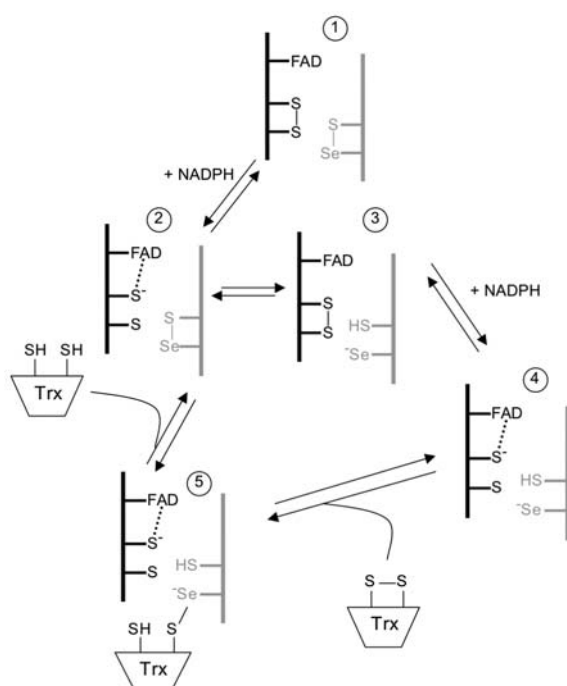 1
FAD
S
S
S
Se
+ NADPH
2
FAD
S-
S
S
Se
3
FAD
S
S
HS
-Se
+ NADPH
SH SH
Trx
4
FAD
S-
S
HS
-Se
5
FAD
S-
S
HS
-Se
SH S
Trx
S S
Trx